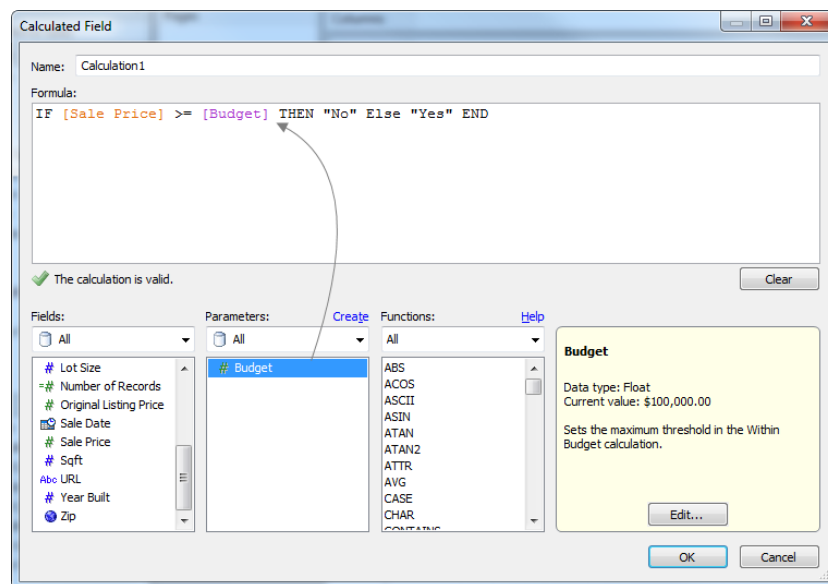 Calculated Field
Name: Calculation1
Formula:
IF [Sale Price] >= [Budget] THEN "No" Else "Yes" END
The calculation is valid.
Clear
Fields:
All
# Lot Size
=# Number of Records
# Original Listing Price
Sale Date
# Sale Price
# Sqft
Abc URL
# Year Built
Zip
Parameters: Create
All
# Budget
Functions: Help
All
ABS
ACOS
ASCII
ASIN
ATAN
ATAN2
ATTR
AVG
CASE
CHAR
CONTAINS
Budget
Data type: Float
Current value: $100,000.00
Sets the maximum threshold in the Within
Budget calculation.
Edit...
OK
Cancel